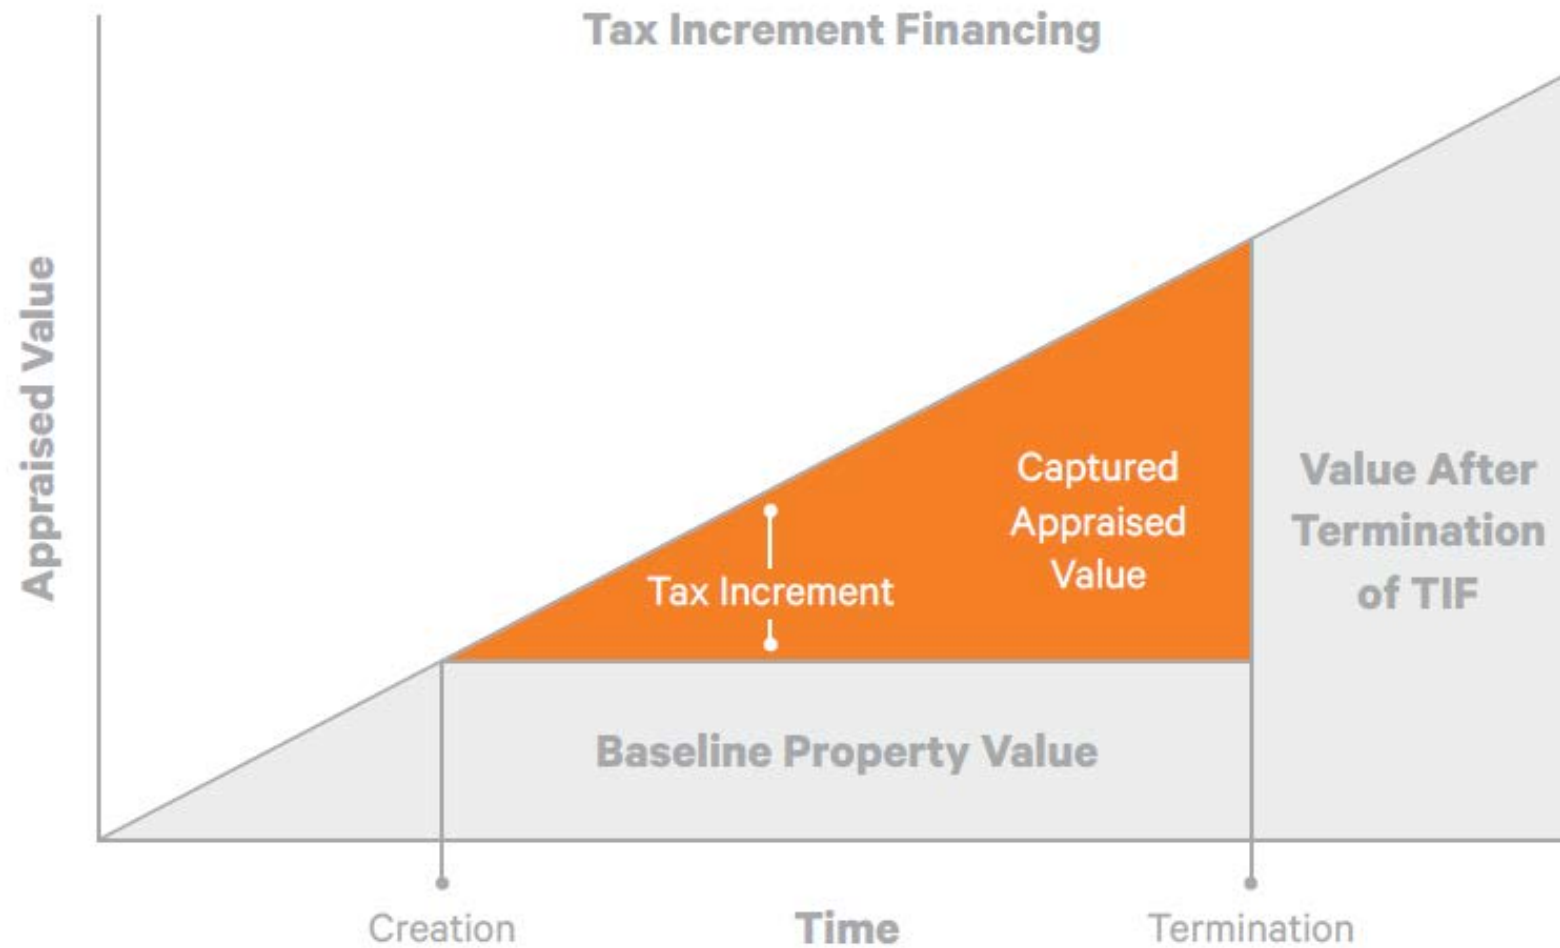 Tax Increment Financing
Appraised Value
Captured
Appraised
Value
Value After
Termination
of TIF
Tax Increment
Baseline Property Value
Creation
Time
Termination